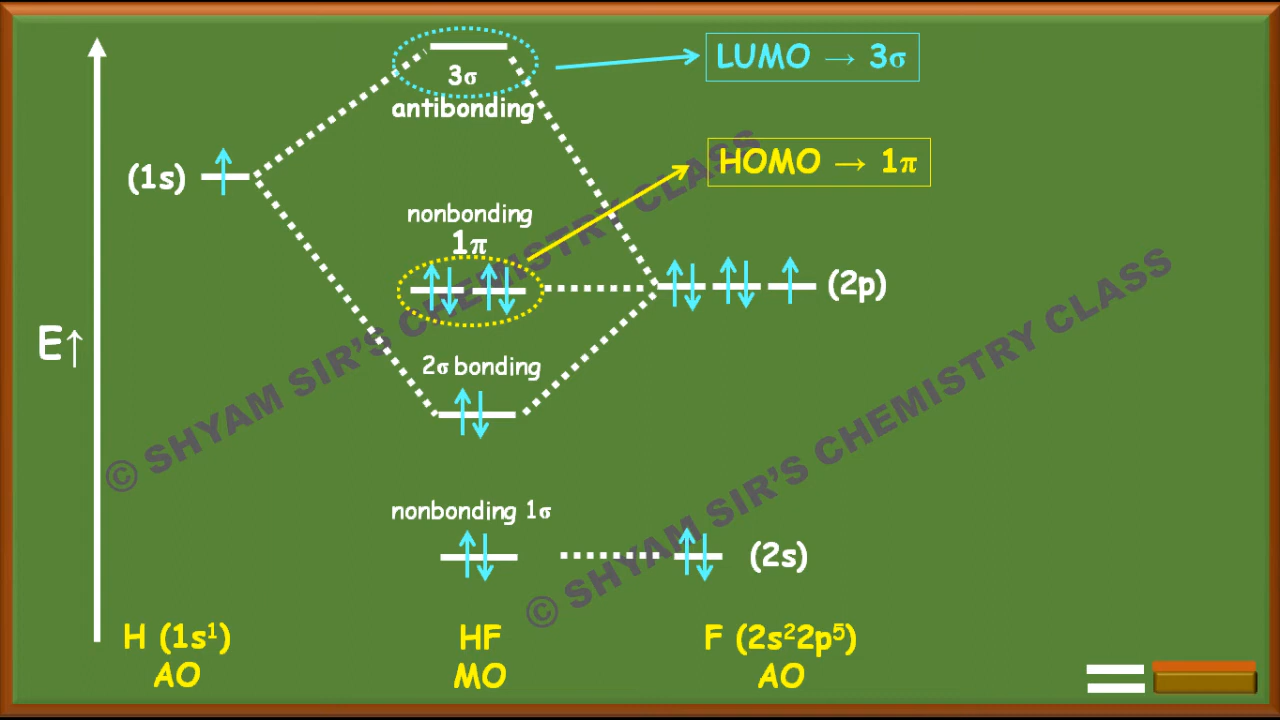 LUMO → 3σ
3σ
antibonding
HOMO → 1π
(1s)
nonbonding
1π
(2p)
E↑
2σ bonding
nonbonding 1σ
(2s)
H (1s¹)
AO
HF
MO
F (2s²2p⁵)
AO
© SHYAM SIR'S CHEMISTRY CLASS
© SHYAM SIR'S CHEMISTRY CLASS